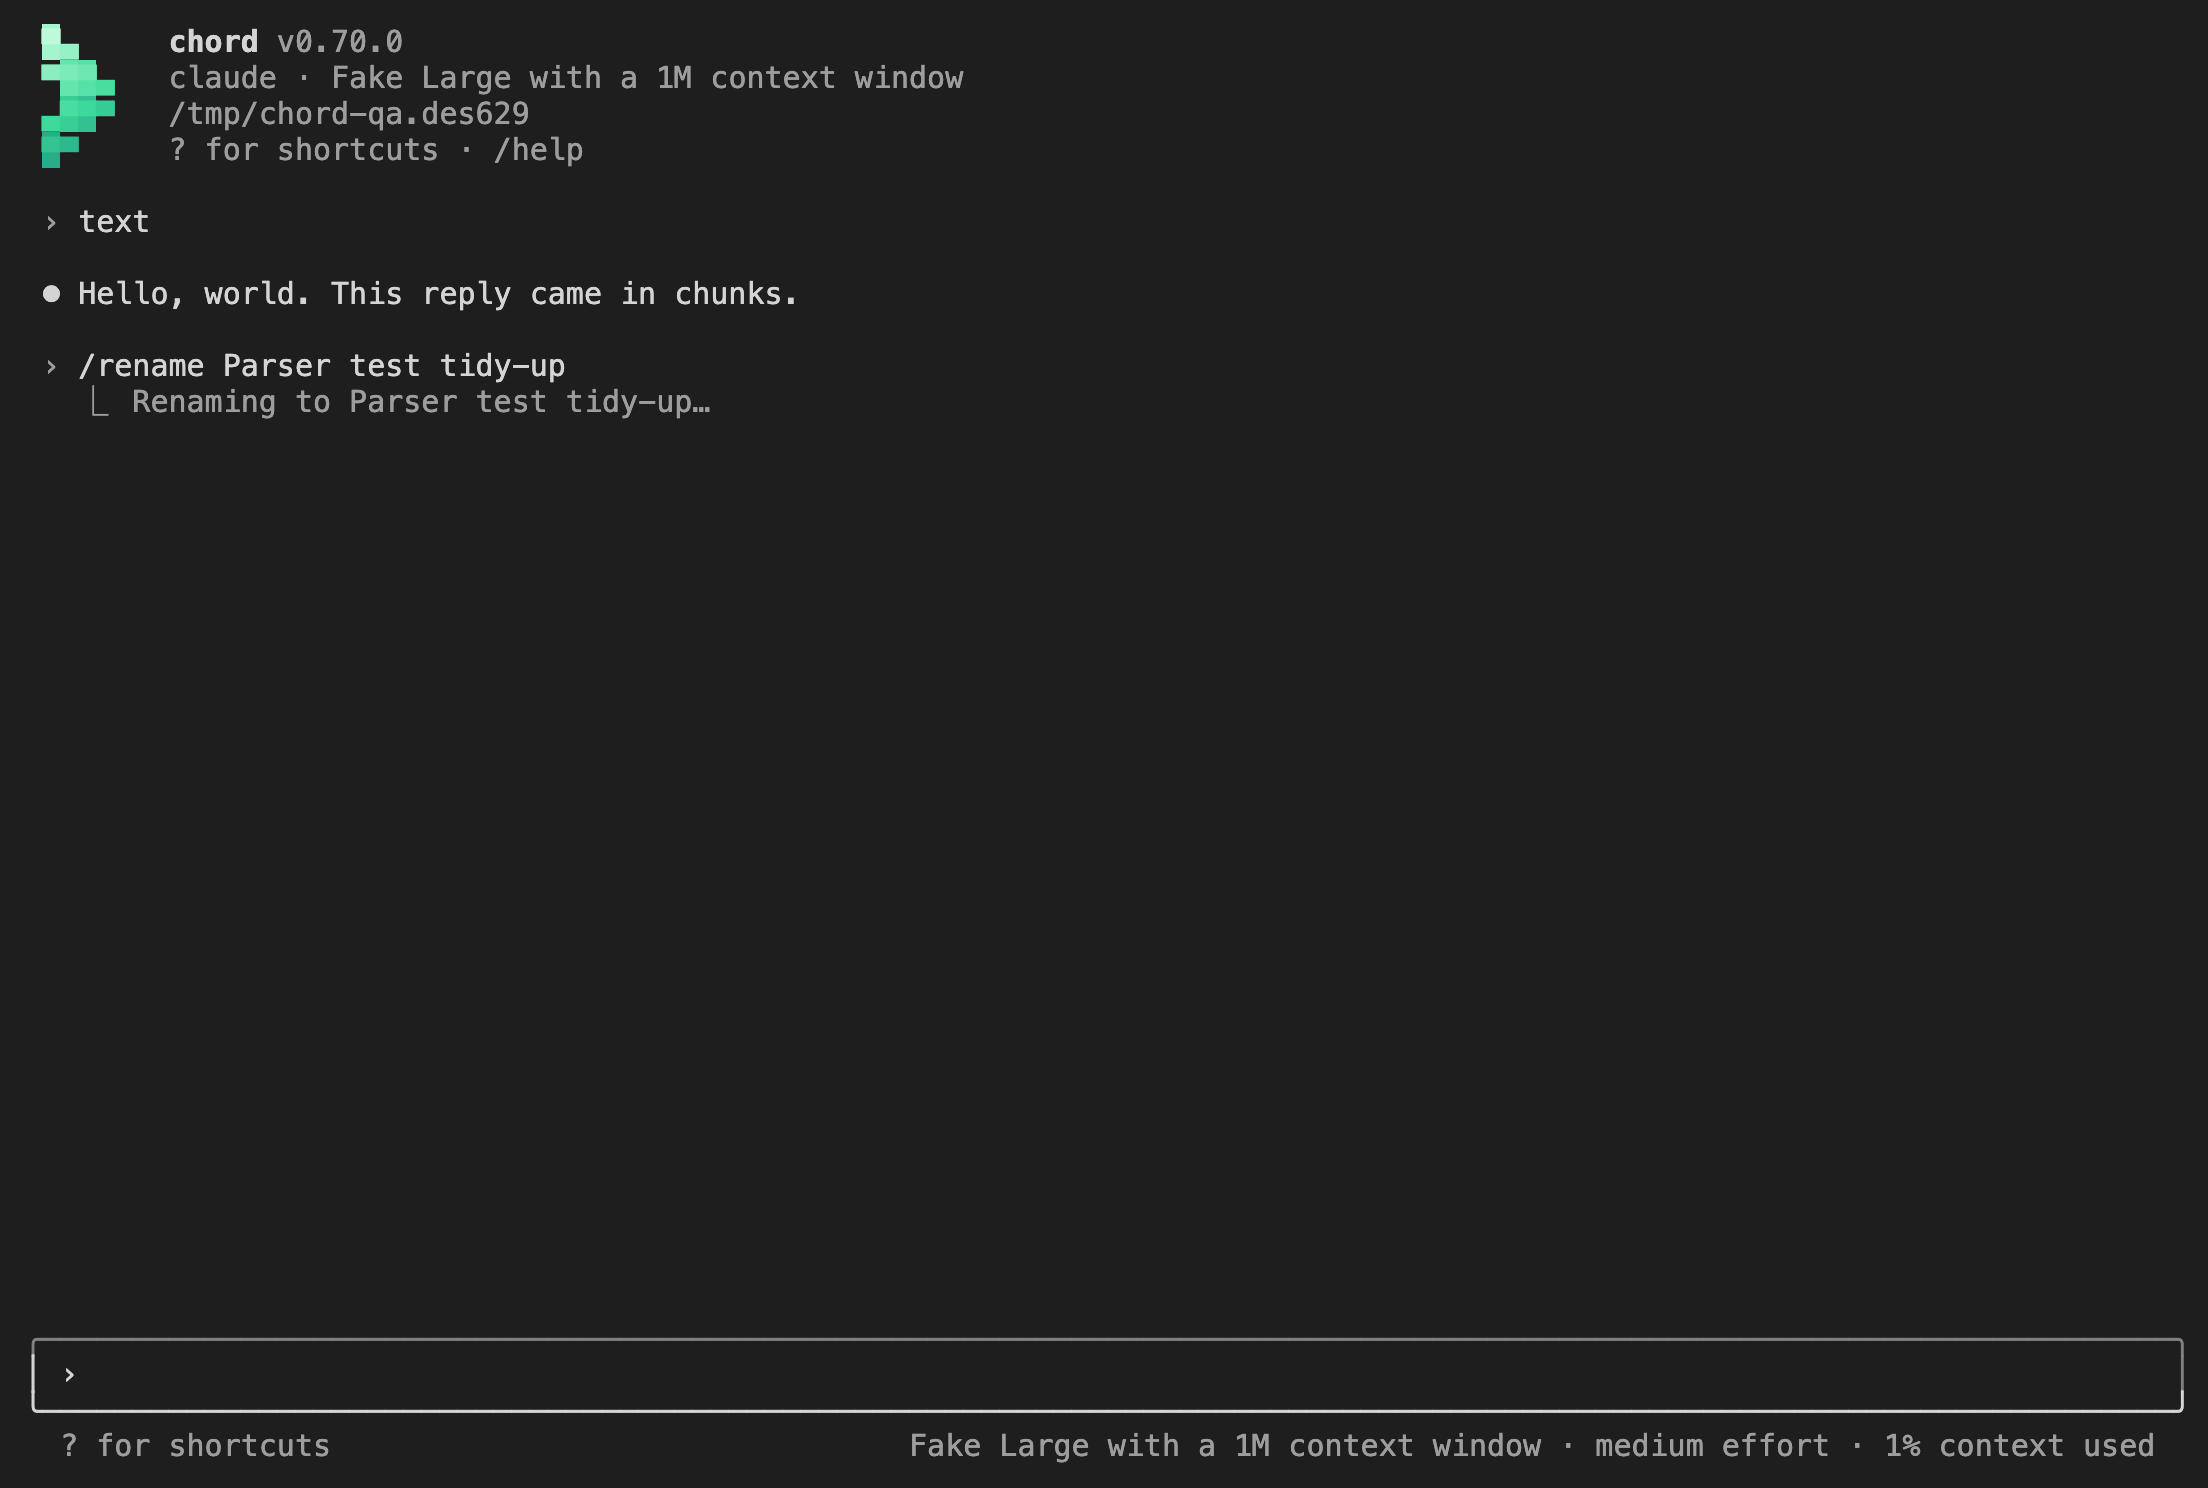 chord v0.70.0
claude · Fake Large with a 1M context window
/tmp/chord-qa.des629
? for shortcuts · /help
› text
● Hello, world. This reply came in chunks.
› /rename Parser test tidy-up
⎿ Renaming to Parser test tidy-up…
›
? for shortcuts Fake Large with a 1M context window · medium effort · 1% context used